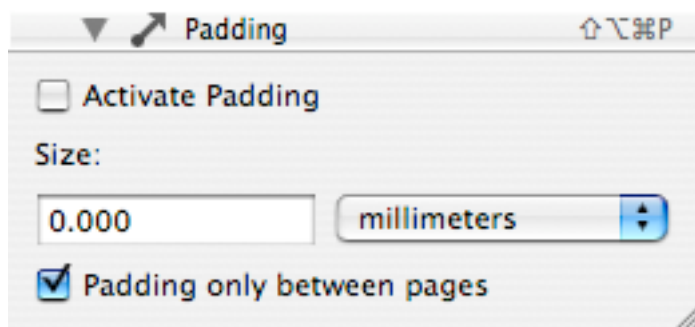 Padding ⇧⌥⌘P
Activate Padding
Size:
0.000 millimeters
Padding only between pages